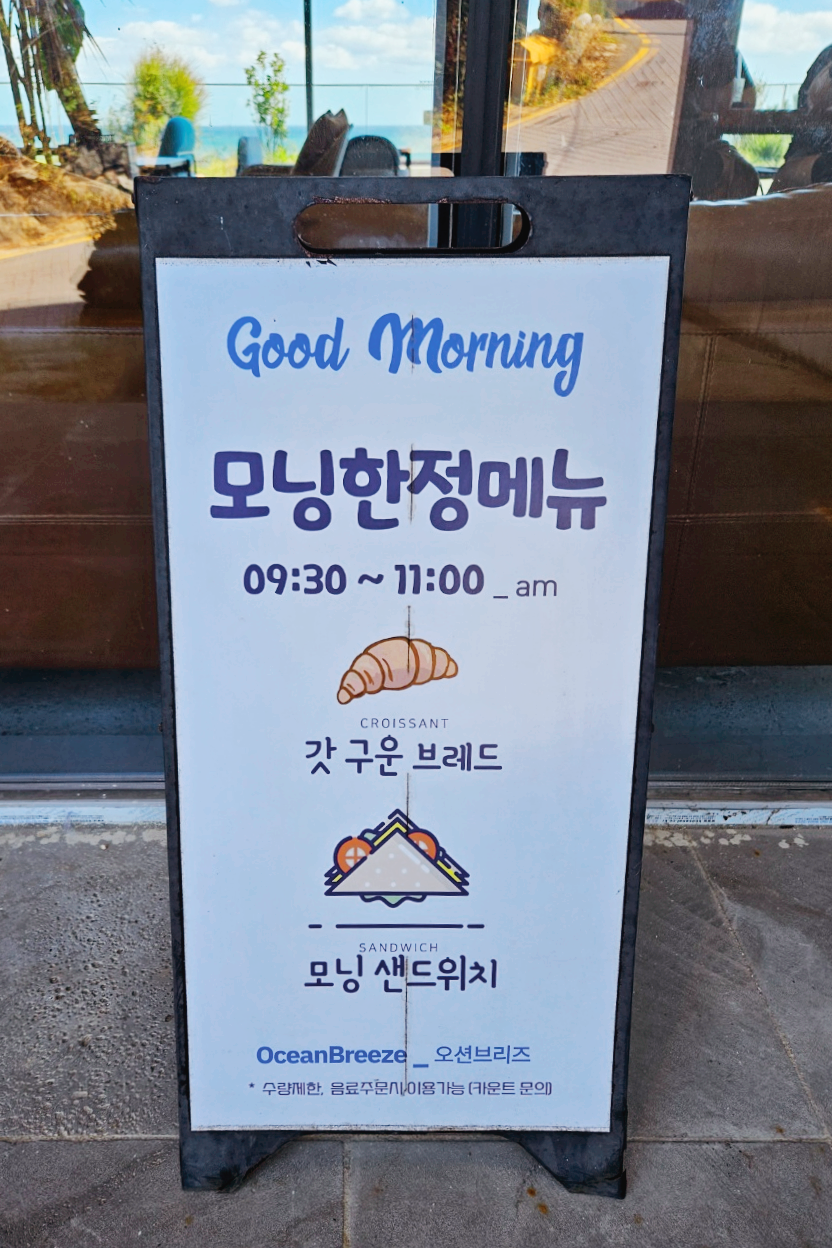 Good Morning
모닝한정메뉴
09:30 ~ 11:00 _ am
CROISSANT
갓 구운 브레드
SANDWICH
모닝 샌드위치
OceanBreeze _ 오션브리즈
* 수량제한, 음료주문시 이용가능 (카운트 문의)